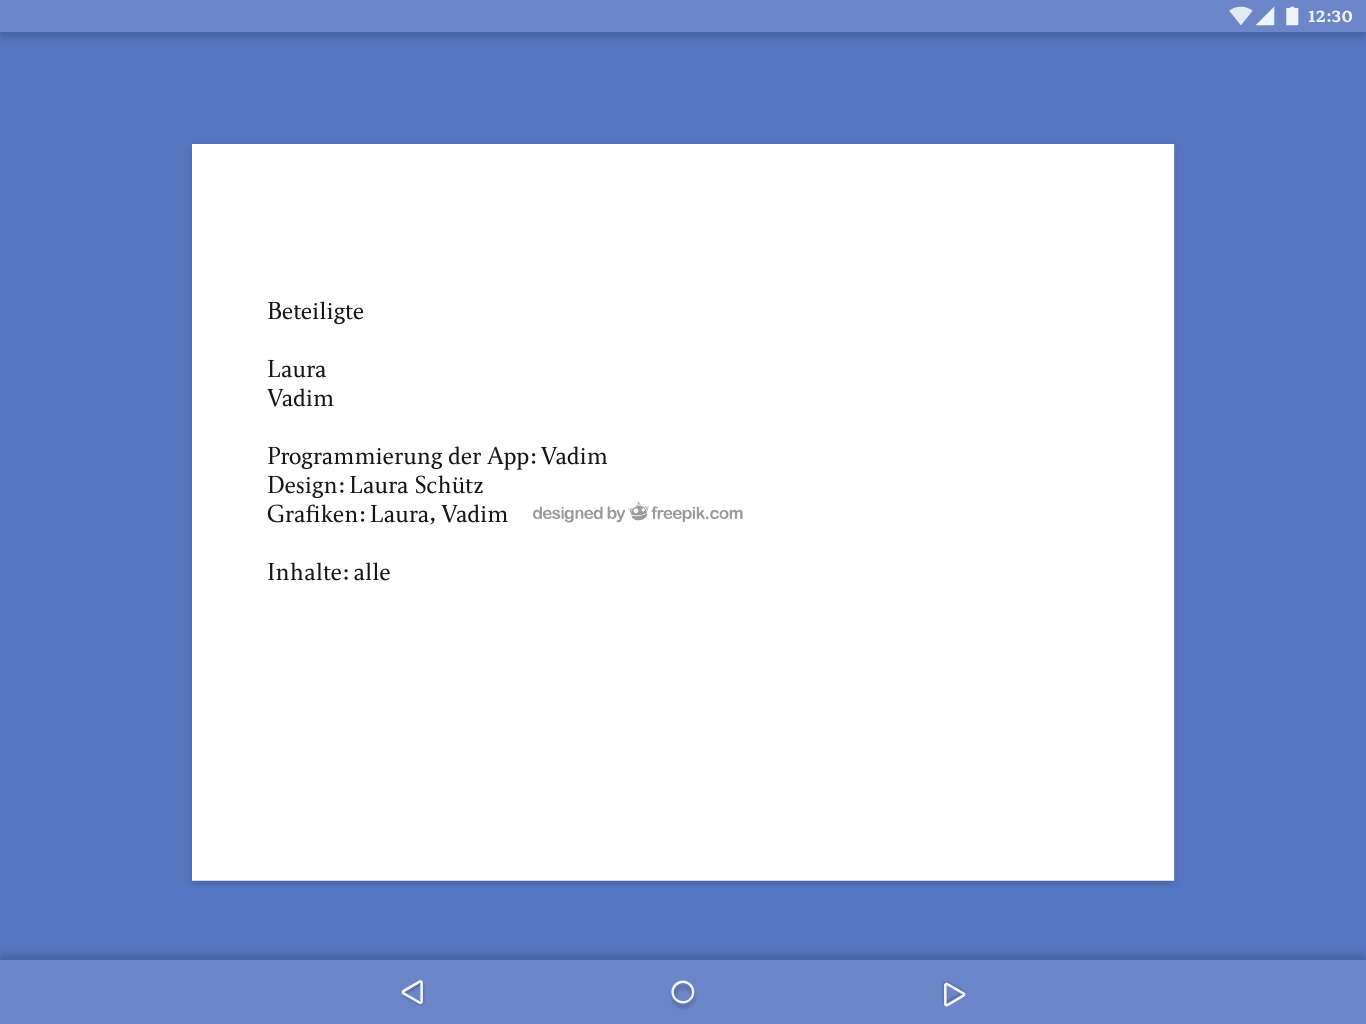 12:30
Beteiligte
Laura
Vadim
Programmierung der App: Vadim
Design: Laura Schütz
Grafiken: Laura, Vadim designed by freepik.com
Inhalte: alle